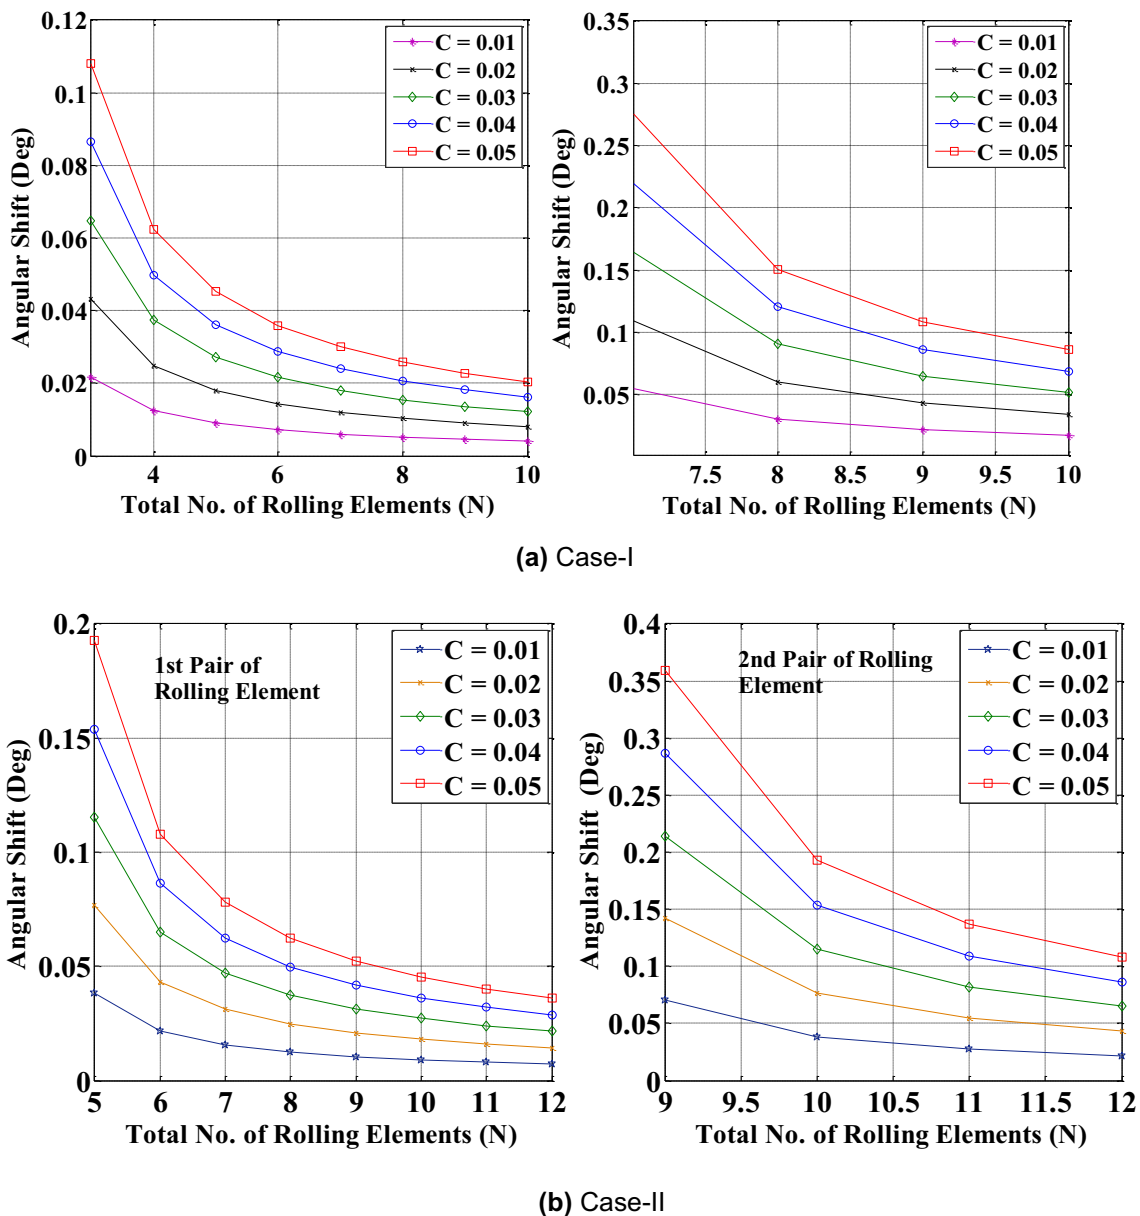 0.12
0.1
0.08
0.06
0.04
0.02
0
4
6
8
10
Angular Shift (Deg)
Total No. of Rolling Elements (N)
C = 0.01
C = 0.02
C = 0.03
C = 0.04
C = 0.05
0.35
0.3
0.25
0.2
0.15
0.1
0.05
7.5
8
8.5
9
9.5
10
Angular Shift (Deg)
Total No. of Rolling Elements (N)
C = 0.01
C = 0.02
C = 0.03
C = 0.04
C = 0.05
(a) Case-I
0.2
0.15
0.1
0.05
0
5
6
7
8
9
10
11
12
Angular Shift (Deg)
Total No. of Rolling Elements (N)
1st Pair of
Rolling Element
C = 0.01
C = 0.02
C = 0.03
C = 0.04
C = 0.05
0.4
0.35
0.3
0.25
0.2
0.15
0.1
0.05
0
9
9.5
10
10.5
11
11.5
12
Angular Shift (Deg)
Total No. of Rolling Elements (N)
2nd Pair of Rolling
Element
C = 0.01
C = 0.02
C = 0.03
C = 0.04
C = 0.05
(b) Case-II